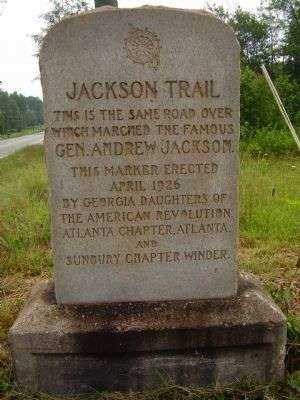 JACKSON TRAIL
THIS IS THE SAME ROAD OVER
WHICH MARCHED THE FAMOUS
GEN. ANDREW JACKSON.
THIS MARKER ERECTED
APRIL 1926
BY GEORGIA DAUGHTERS OF
THE AMERICAN REVOLUTION
ATLANTA CHAPTER, ATLANTA
AND
SUNBURY CHAPTER WINDER.